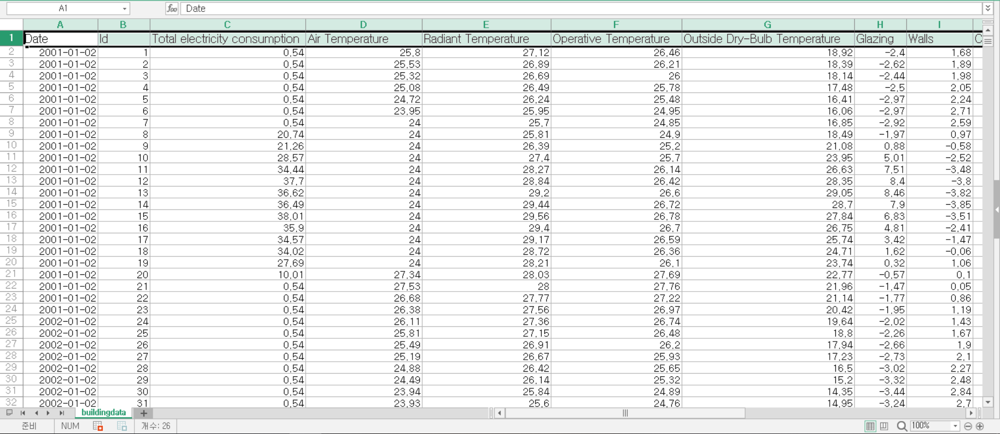 A1 Date
A B C D E F G H I
1 Date Id Total electricity consumption Air Temperature Radiant Temperature Operative Temperature Outside Dry-Bulb Temperature Glazing Walls C
2 2001-01-02 1 0.54 25.8 27.12 26.46 18.92 -2.4 1.68
3 2001-01-02 2 0.54 25.53 26.89 26.21 18.39 -2.62 1.89
4 2001-01-02 3 0.54 25.32 26.69 26 18.14 -2.44 1.98
5 2001-01-02 4 0.54 25.08 26.49 25.78 17.48 -2.5 2.05
6 2001-01-02 5 0.54 24.72 26.24 25.48 16.41 -2.97 2.24
7 2001-01-02 6 0.54 23.95 25.95 24.95 16.06 -2.97 2.71
8 2001-01-02 7 0.54 24 25.7 24.85 16.85 -2.92 2.59
9 2001-01-02 8 20.74 24 25.81 24.9 18.49 -1.97 0.97
10 2001-01-02 9 21.26 24 26.39 25.2 21.08 0.88 -0.58
11 2001-01-02 10 28.57 24 27.4 25.7 23.95 5.01 -2.52
12 2001-01-02 11 34.44 24 28.27 26.14 26.63 7.51 -3.48
13 2001-01-02 12 37.7 24 28.84 26.42 28.35 8.4 -3.8
14 2001-01-02 13 36.62 24 29.2 26.6 29.05 8.46 -3.82
15 2001-01-02 14 36.49 24 29.44 26.72 28.7 7.9 -3.85
16 2001-01-02 15 38.01 24 29.56 26.78 27.84 6.83 -3.51
17 2001-01-02 16 35.9 24 29.4 26.7 26.75 4.81 -2.41
18 2001-01-02 17 34.57 24 29.17 26.59 25.74 3.42 -1.47
19 2001-01-02 18 34.02 24 28.72 26.36 24.71 1.62 -0.06
20 2001-01-02 19 27.69 24 28.21 26.1 23.74 0.32 1.06
21 2001-01-02 20 10.01 27.34 28.03 27.69 22.77 -0.57 0.1
22 2001-01-02 21 0.54 27.53 28 27.76 21.96 -1.47 0.05
23 2001-01-02 22 0.54 26.68 27.77 27.22 21.14 -1.77 0.86
24 2001-01-02 23 0.54 26.38 27.56 26.97 20.42 -1.95 1.19
25 2002-01-02 24 0.54 26.11 27.36 26.74 19.64 -2.02 1.43
26 2002-01-02 25 0.54 25.81 27.15 26.48 18.8 -2.26 1.67
27 2002-01-02 26 0.54 25.49 26.91 26.2 17.94 -2.66 1.9
28 2002-01-02 27 0.54 25.19 26.67 25.93 17.23 -2.73 2.1
29 2002-01-02 28 0.54 24.88 26.42 25.65 16.5 -3.02 2.27
30 2002-01-02 29 0.54 24.49 26.14 25.32 15.2 -3.32 2.48
31 2002-01-02 30 0.54 23.94 25.84 24.89 14.35 -3.44 2.84
32 2002-01-02 31 0.54 23.93 25.6 24.76 14.95 -3.24 2.7
buildingdata
준비 NUM 개수: 26 100%